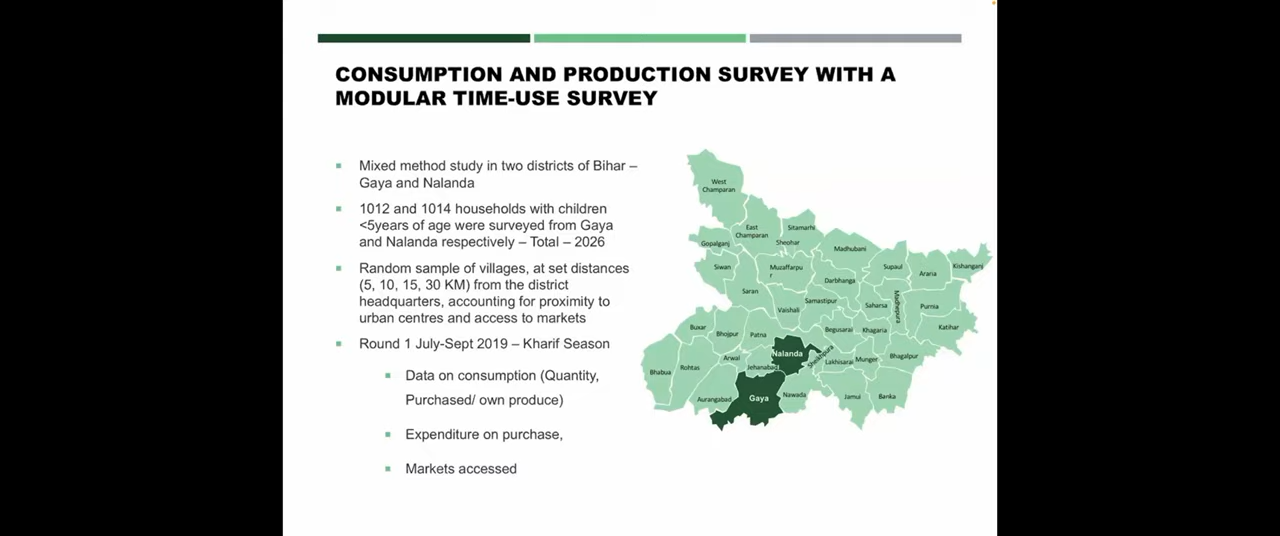 CONSUMPTION AND PRODUCTION SURVEY WITH A
MODULAR TIME-USE SURVEY
Mixed method study in two districts of Bihar –
Gaya and Nalanda
1012 and 1014 households with children
<5years of age were surveyed from Gaya
and Nalanda respectively – Total – 2026
Random sample of villages, at set distances
(5, 10, 15, 30 KM) from the district
headquarters, accounting for proximity to
urban centres and access to markets
Round 1 July-Sept 2019 – Kharif Season
Data on consumption (Quantity,
Purchased/ own produce)
Expenditure on purchase,
Markets accessed
West
Champaran
East
Champaran
Sitamarhi
Sheohar
Gopalganj
Madhubani
Siwan
Muzaffarpu
r
Supaul
Araria
Kishanganj
Darbhanga
Saran
Samastipur
Saharsa
Madhepura
Purnia
Vaishali
Katihar
Buxar
Bhojpur
Patna
Begusarai
Khagaria
Nalanda
Sheikhpura
Arwal
Lakhisarai
Munger
Bhagalpur
Bhabua
Rohtas
Jehanabad
Aurangabad
Gaya
Nawada
Jamui
Banka